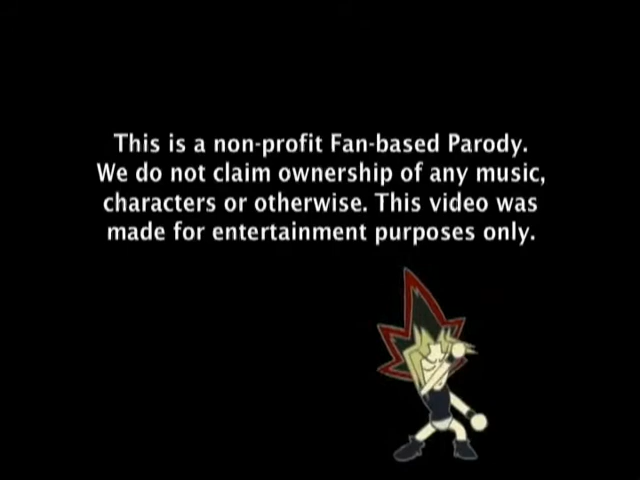 This is a non-profit Fan-based Parody.
We do not claim ownership of any music,
characters or otherwise. This video was
made for entertainment purposes only.